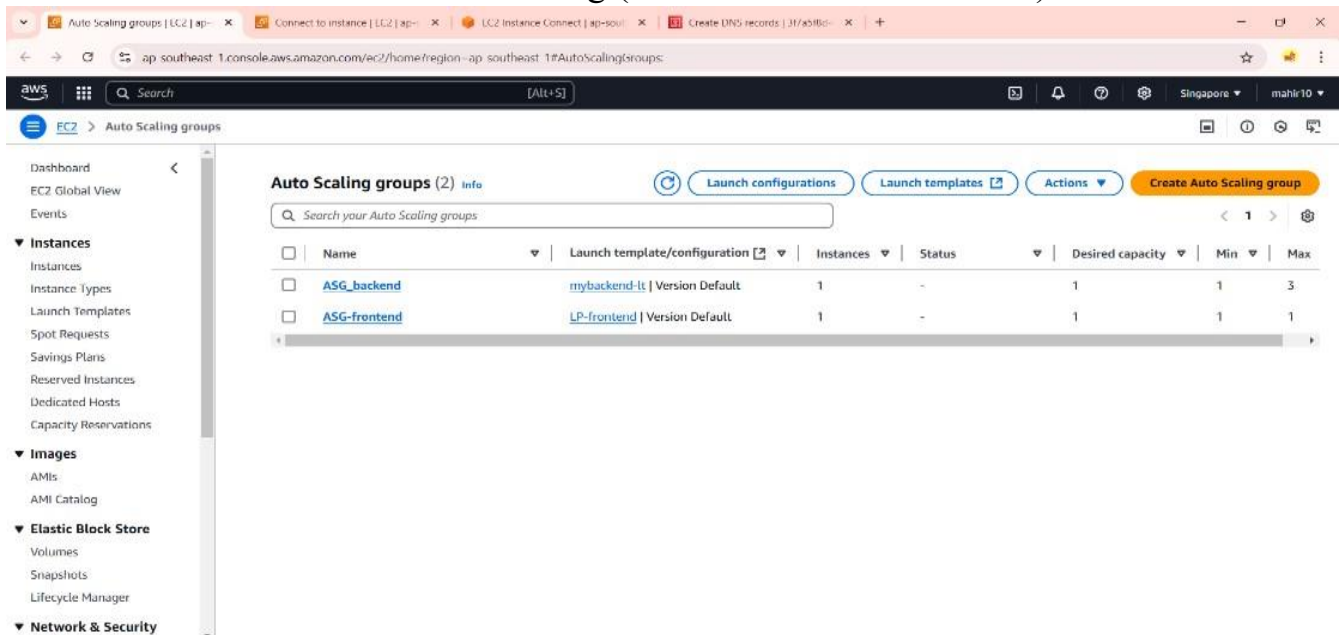 Auto Scaling groups | EC2 | ap-
Connect to instance | EC2 | ap-s
EC2 Instance Connect | ap-sout
Create DNS records |
ap-southeast-1.console.aws.amazon.com/ec2/home?region=ap-southeast-1#AutoScalingGroups:
aws
Search
[Alt+S]
Singapore
mahir10
EC2 > Auto Scaling groups
Dashboard
EC2 Global View
Events
Instances
Instances
Instance Types
Launch Templates
Spot Requests
Savings Plans
Reserved Instances
Dedicated Hosts
Capacity Reservations
Images
AMIs
AMI Catalog
Elastic Block Store
Volumes
Snapshots
Lifecycle Manager
Network & Security
Auto Scaling groups (2) Info
Launch configurations
Launch templates
Actions
Create Auto Scaling group
Search your Auto Scaling groups
1
Name Launch template/configuration Instances Status Desired capacity Min Max
ASG_backend mybackend-lt | Version Default 1 - 1 1 3
ASG-frontend LP-frontend | Version Default 1 - 1 1 1